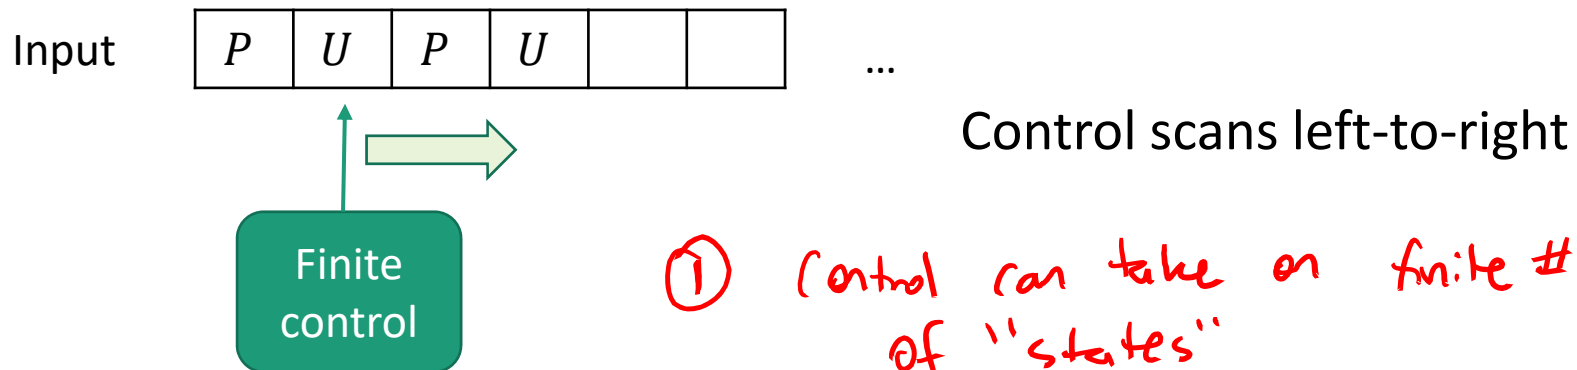 Input P U P U ...
Control scans left-to-right
Finite
control
① Control can take on finite #
of "states"